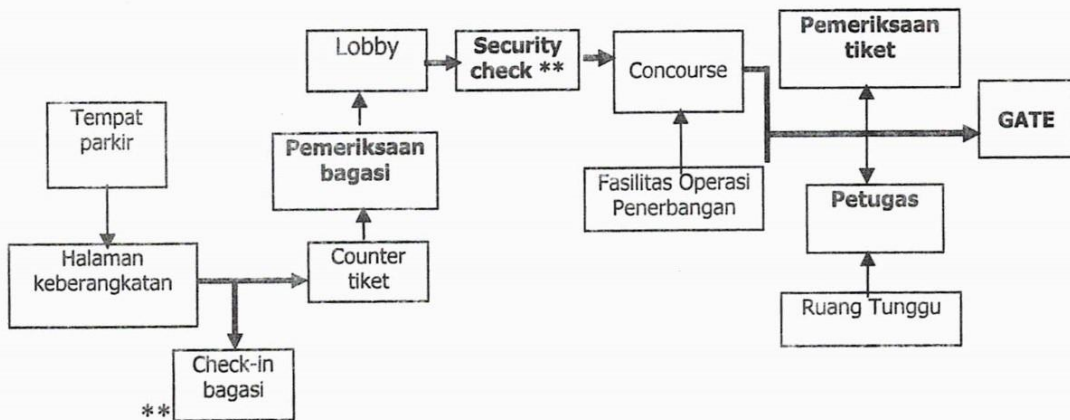 Tempat
parkir
Halaman
keberangkatan
Check-in
bagasi
**
Counter
tiket
Pemeriksaan
bagasi
Lobby
Security
check **
Concourse
Fasilitas Operasi
Penerbangan
Pemeriksaan
tiket
Petugas
Ruang Tunggu
GATE